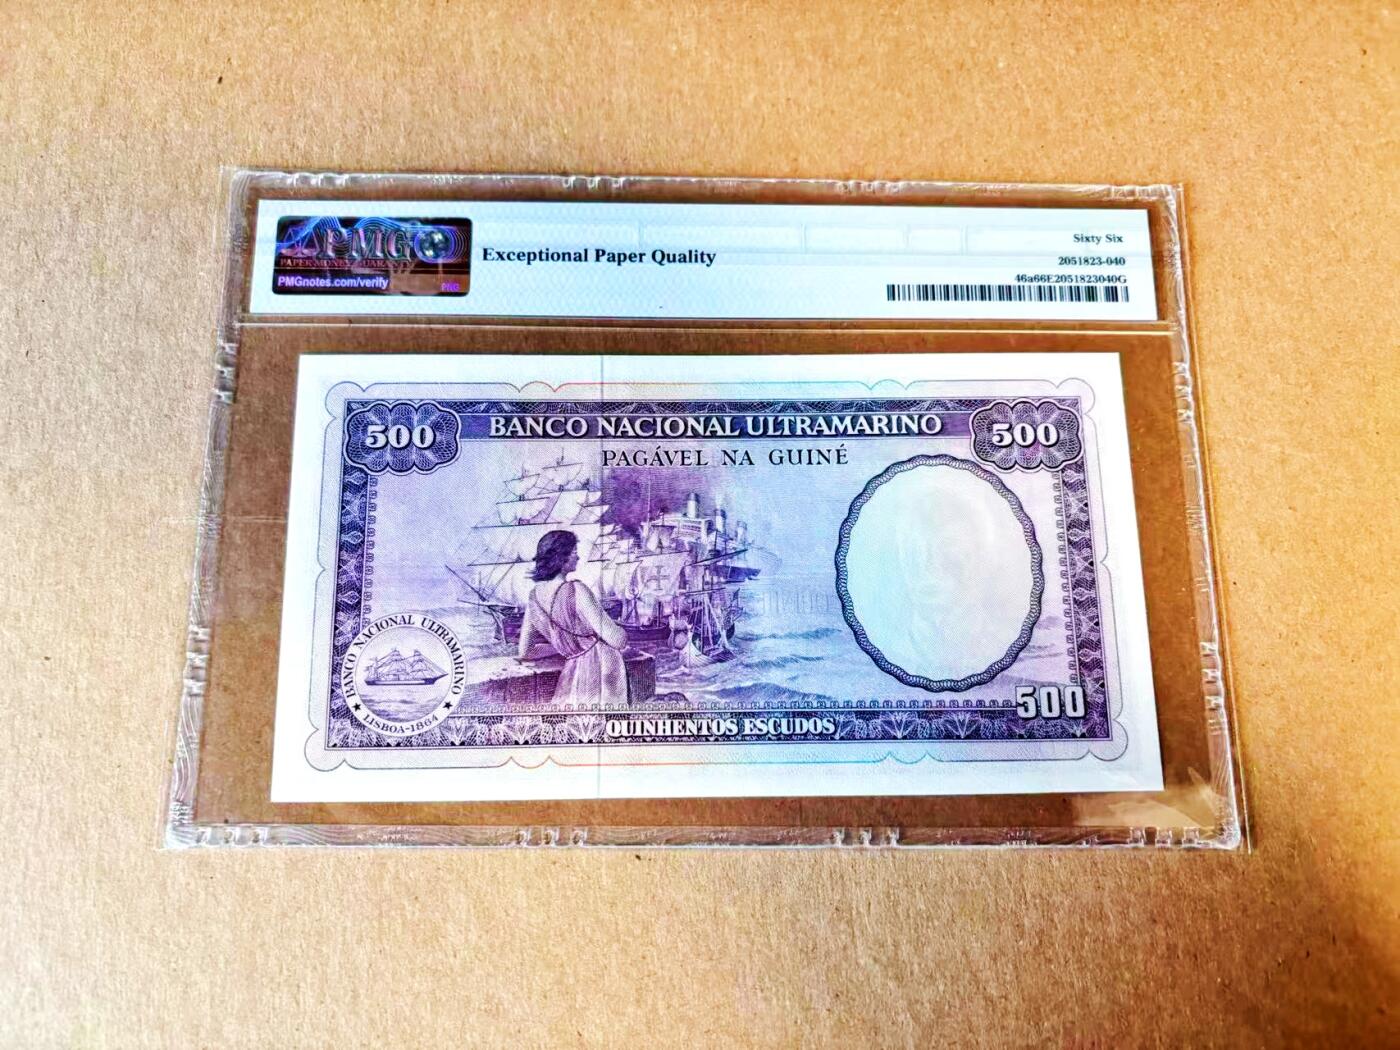 PMG
PAPER MONEY GUARANTY
PMGnotes.com/verify
PMG
Exceptional Paper Quality
Sixty Six
2051823-040
46a66E2051823040G
500
BANCO NACIONAL ULTRAMARINO
500
PAGÁVEL NA GUINÉ
BANCO NACIONAL ULTRAMARINO
★ LISBOA-1864 ★
QUINHENTOS ESCUDOS
500